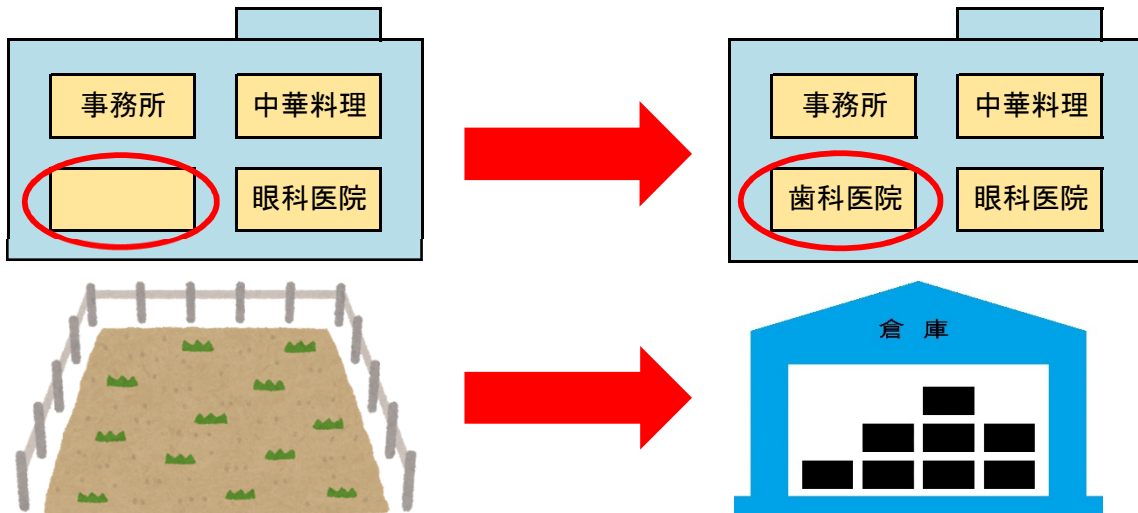 事務所
中華料理
眼科医院
事務所
中華料理
歯科医院
眼科医院
倉庫